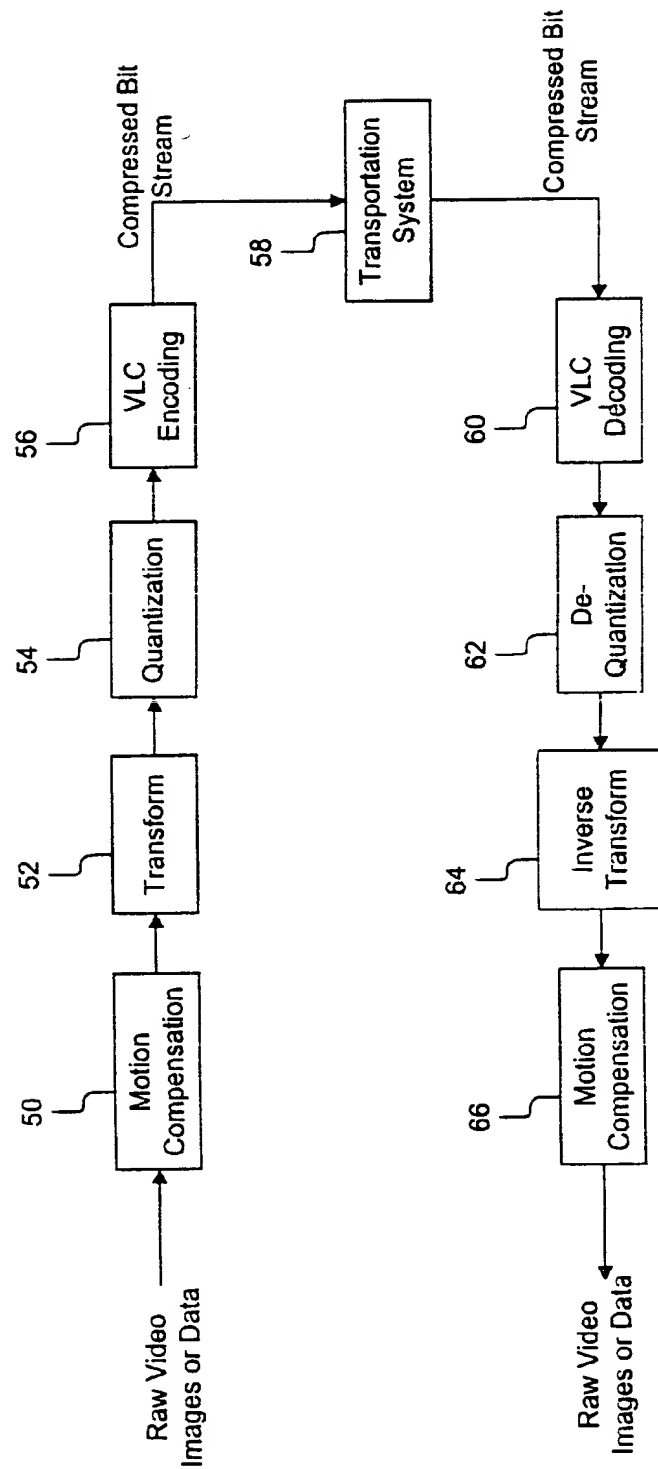 Raw Video
Images or Data
50
Motion
Compensation
52
Transform
54
Quantization
56
VLC
Encoding
Compressed Bit
Stream
58
Transportation
System
Compressed Bit
Stream
60
VLC
Decoding
62
De-
Quantization
64
Inverse
Transform
66
Motion
Compensation
Raw Video
Images or Data